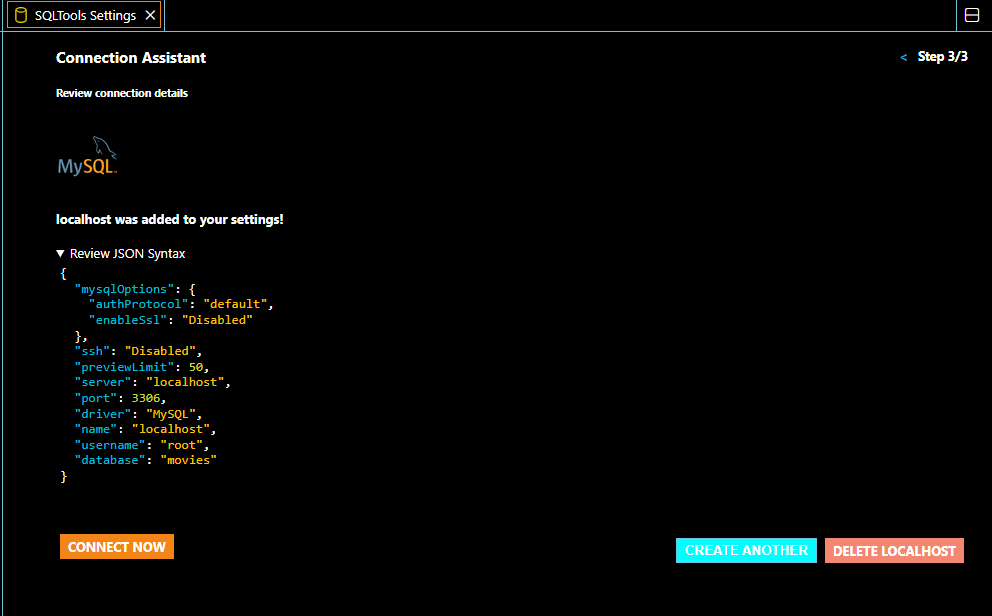 SQLTools Settings
Connection Assistant
< Step 3/3
Review connection details
MySQL™
localhost was added to your settings!
▼ Review JSON Syntax
{
  "mysqlOptions": {
    "authProtocol": "default",
    "enableSsl": "Disabled"
  },
  "ssh": "Disabled",
  "previewLimit": 50,
  "server": "localhost",
  "port": 3306,
  "driver": "MySQL",
  "name": "localhost",
  "username": "root",
  "database": "movies"
}
CONNECT NOW
CREATE ANOTHER
DELETE LOCALHOST